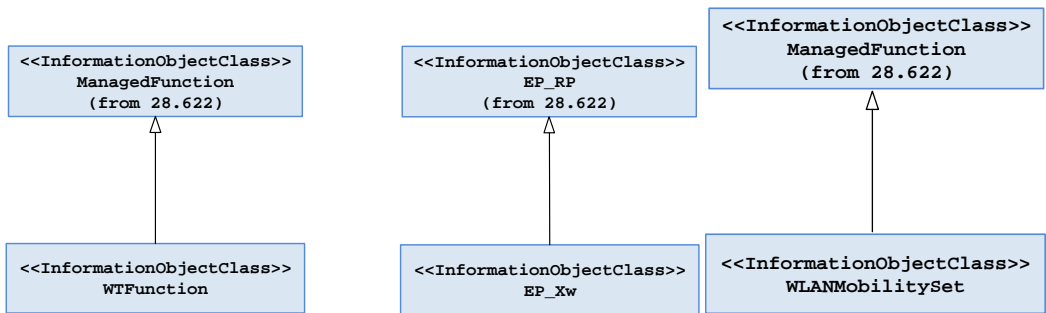 <<InformationObjectClass>>
ManagedFunction
(from 28.622)
<<InformationObjectClass>>
EP_RP
(from 28.622)
<<InformationObjectClass>>
ManagedFunction
(from 28.622)
<<InformationObjectClass>>
WTFunction
<<InformationObjectClass>>
EP_Xw
<<InformationObjectClass>>
WLANMobilitySet